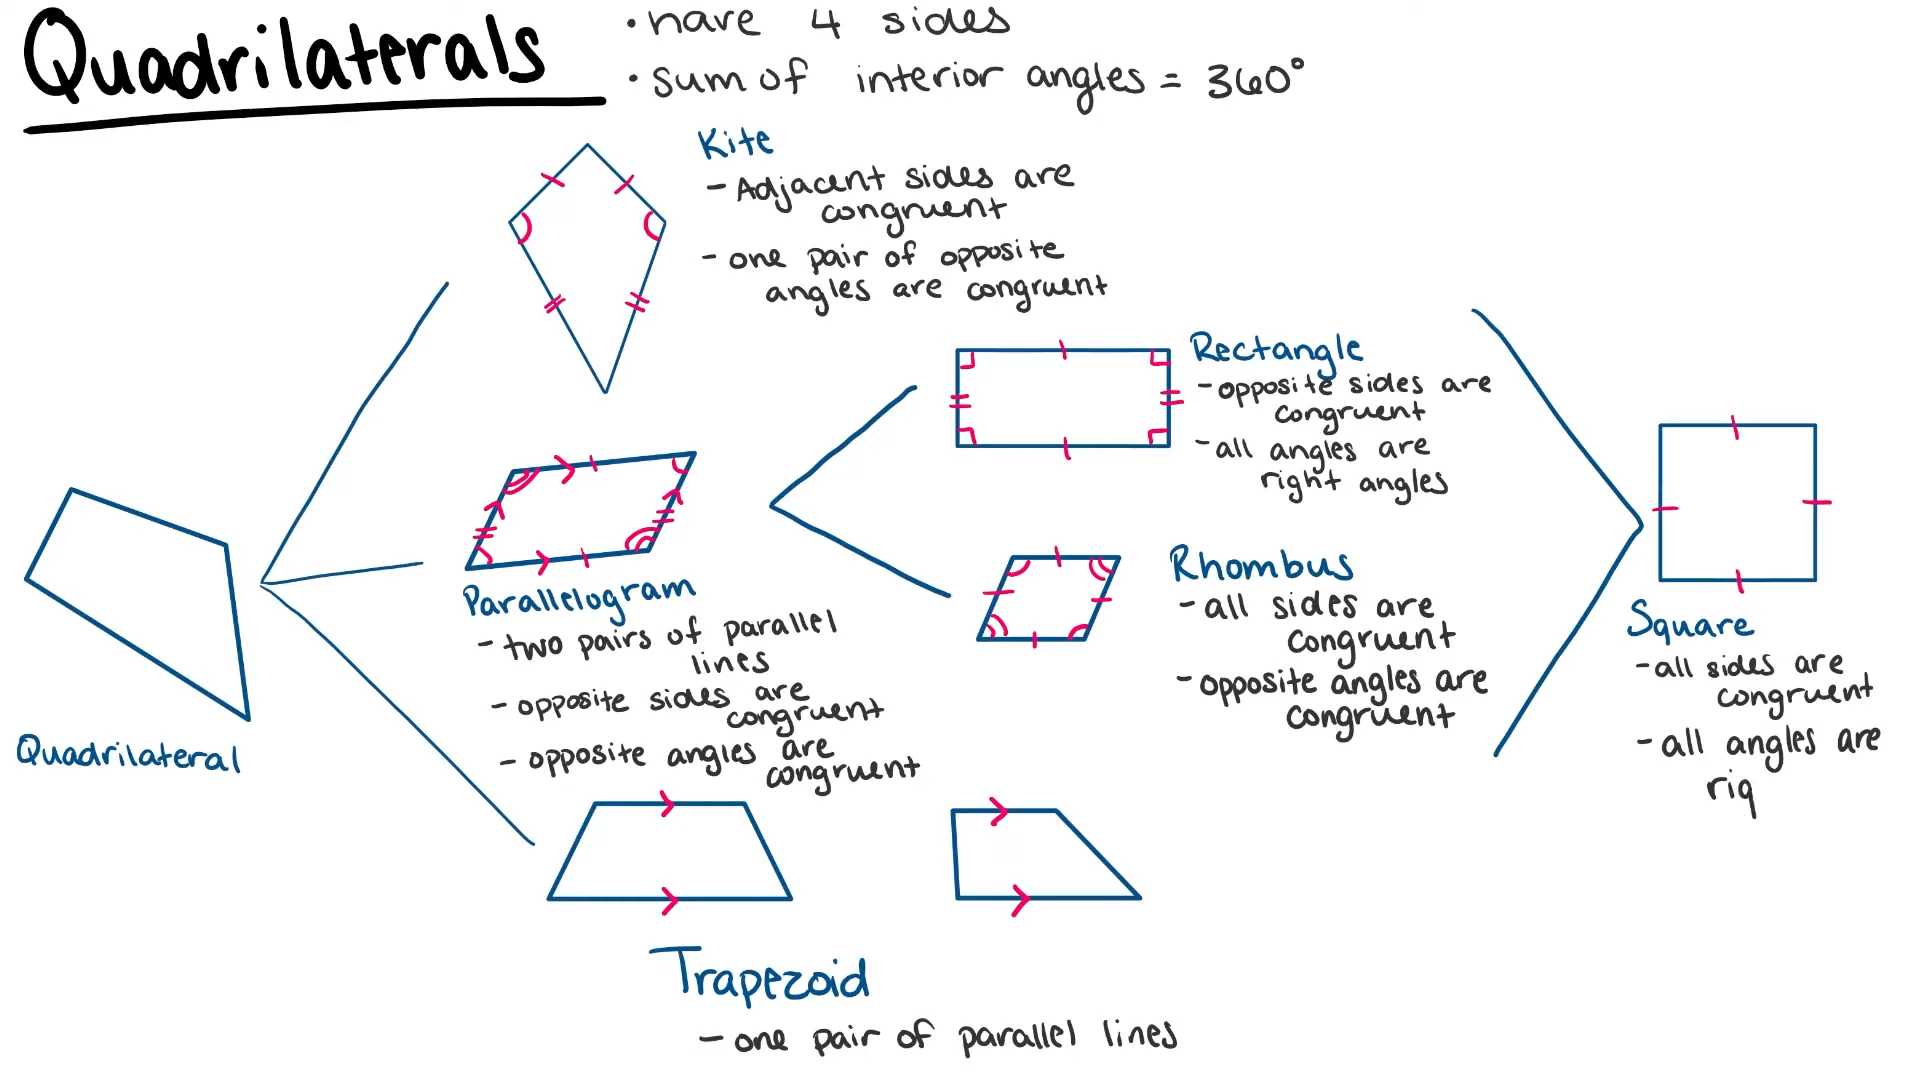 Quadrilaterals
• have 4 sides
• sum of interior angles = 360°
Kite
- Adjacent sides are
congruent
- one pair of opposite
angles are congruent
Rectangle
- opposite sides are
congruent
- all angles are
right angles
Parallelogram
- two pairs of parallel
lines
- opposite sides are
congruent
- opposite angles are
congruent
Rhombus
- all sides are
congruent
- opposite angles are
congruent
Square
- all sides are
congruent
- all angles are
rig
Quadrilateral
Trapezoid
- one pair of parallel lines